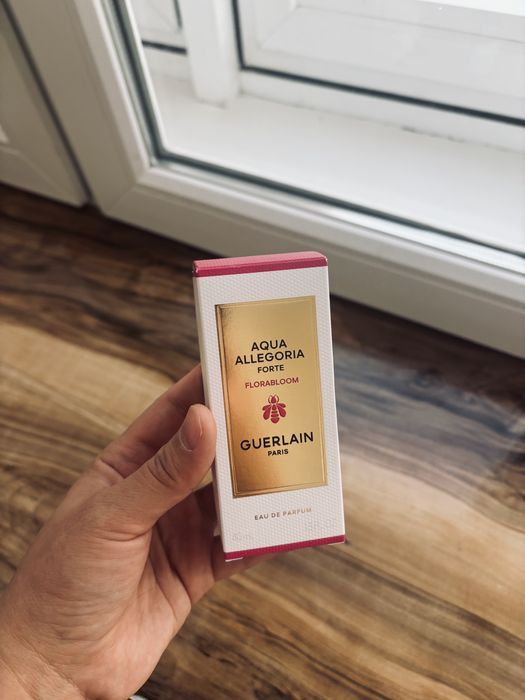 AQUA
ALLEGORIA
FORTE
FLORABLOOM
GUERLAIN
PARIS
EAU DE PARFUM